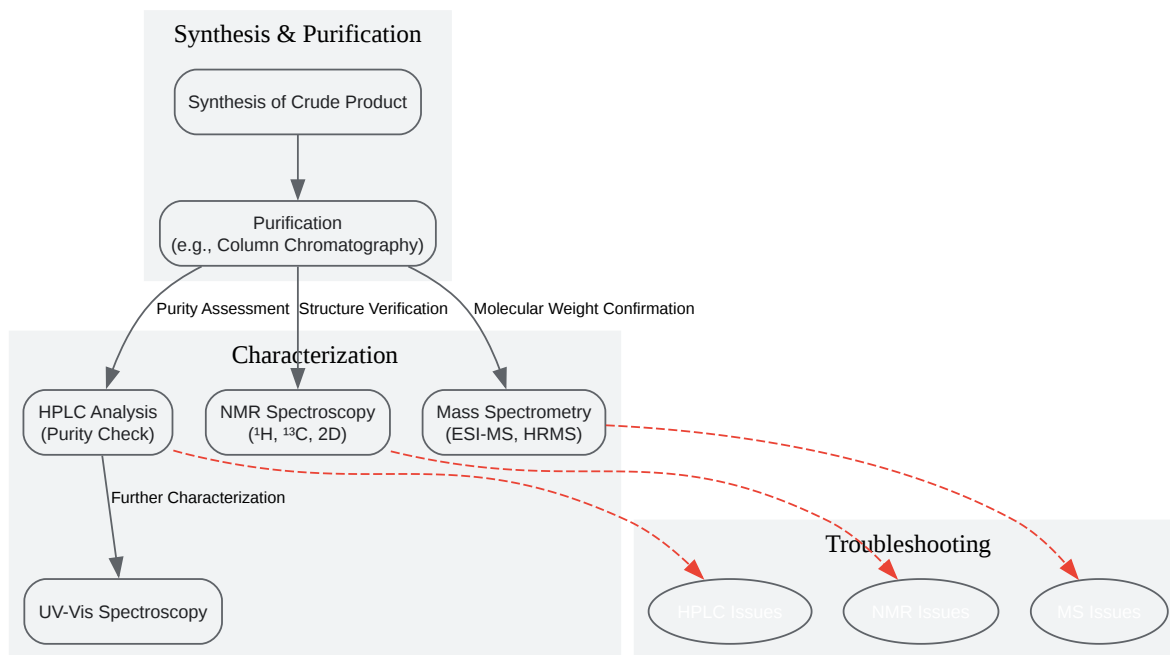 Synthesis & Purification
Synthesis of Crude Product
Purification
(e.g., Column Chromatography)
Purity Assessment
Structure Verification
Molecular Weight Confirmation
Characterization
HPLC Analysis
(Purity Check)
NMR Spectroscopy
(¹H, ¹³C, 2D)
Mass Spectrometry
(ESI-MS, HRMS)
Further Characterization
Troubleshooting
UV-Vis Spectroscopy
HPLC Issues
NMR Issues
MS Issues